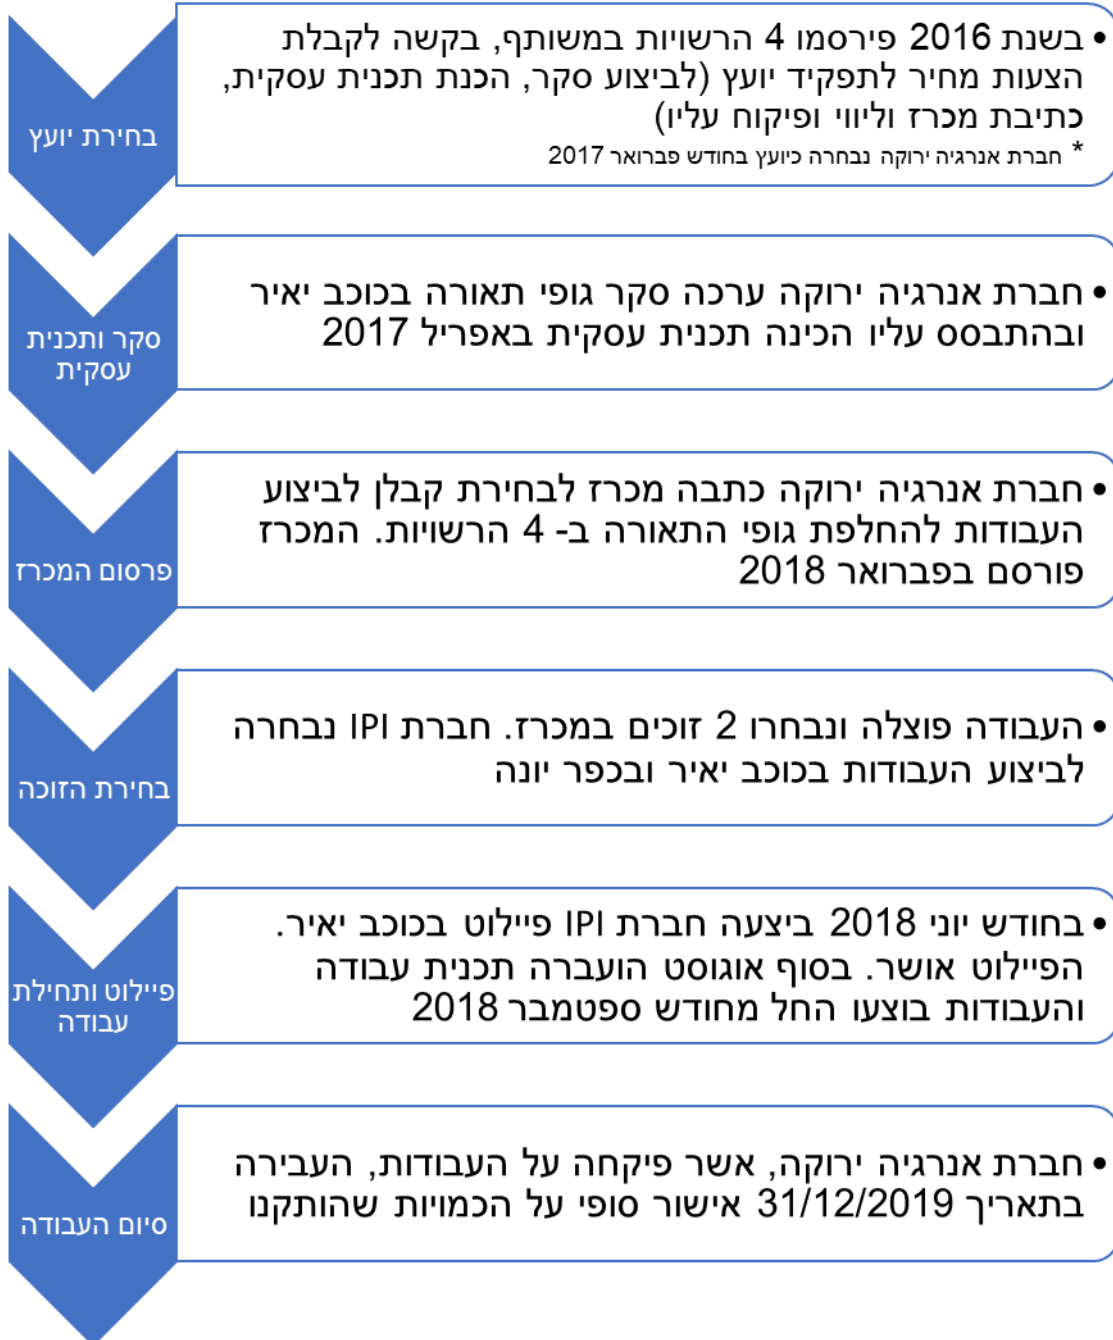 בחירת יועץ
• בשנת 2016 פירסמו 4 הרשויות במשותף, בקשה לקבלת
הצעות מחיר לתפקיד יועץ (לביצוע סקר, הכנת תכנית עסקית,
כתיבת מכרז וליווי ופיקוח עליו)
* חברת אנרגיה ירוקה נבחרה כיועץ בחודש פברואר 2017
סקר ותכנית
עסקית
• חברת אנרגיה ירוקה ערכה סקר גופי תאורה בכוכב יאיר
ובהתבסס עליו הכינה תכנית עסקית באפריל 2017
פרסום המכרז
• חברת אנרגיה ירוקה כתבה מכרז לבחירת קבלן לביצוע
העבודות להחלפת גופי התאורה ב- 4 הרשויות. המכרז
פורסם בפברואר 2018
בחירת הזוכה
• העבודה פוצלה ונבחרו 2 זוכים במכרז. חברת IPI נבחרה
לביצוע העבודות בכוכב יאיר ובכפר יונה
פיילוט ותחילת
עבודה
• בחודש יוני 2018 ביצעה חברת IPI פיילוט בכוכב יאיר.
הפיילוט אושר. בסוף אוגוסט הועברה תכנית עבודה
והעבודות בוצעו החל מחודש ספטמבר 2018
סיום העבודה
• חברת אנרגיה ירוקה, אשר פיקחה על העבודות, העבירה
בתאריך 31/12/2019 אישור סופי על הכמויות שהותקנו